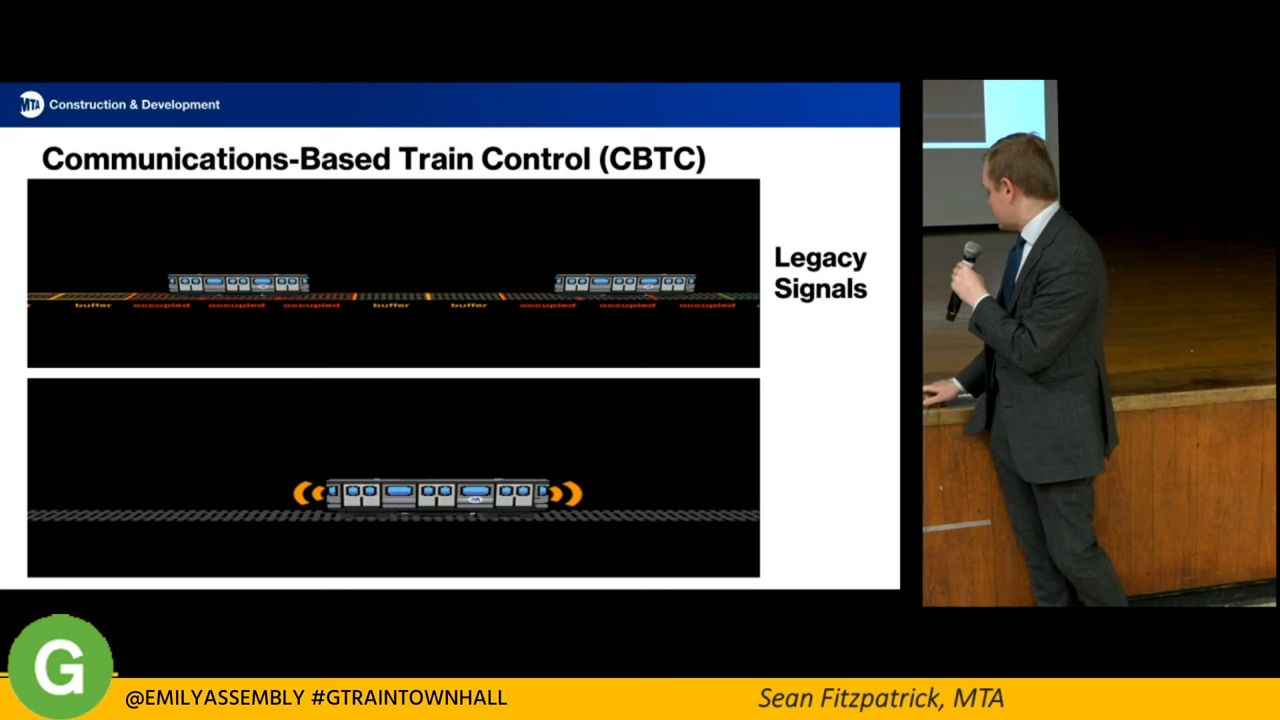 MTA Construction & Development
Communications-Based Train Control (CBTC)
Legacy
Signals
buffer occupied occupied occupied buffer buffer occupied occupied occupied
G
@EMILYASSEMBLY #GTRAINTOWNHALL
Sean Fitzpatrick, MTA